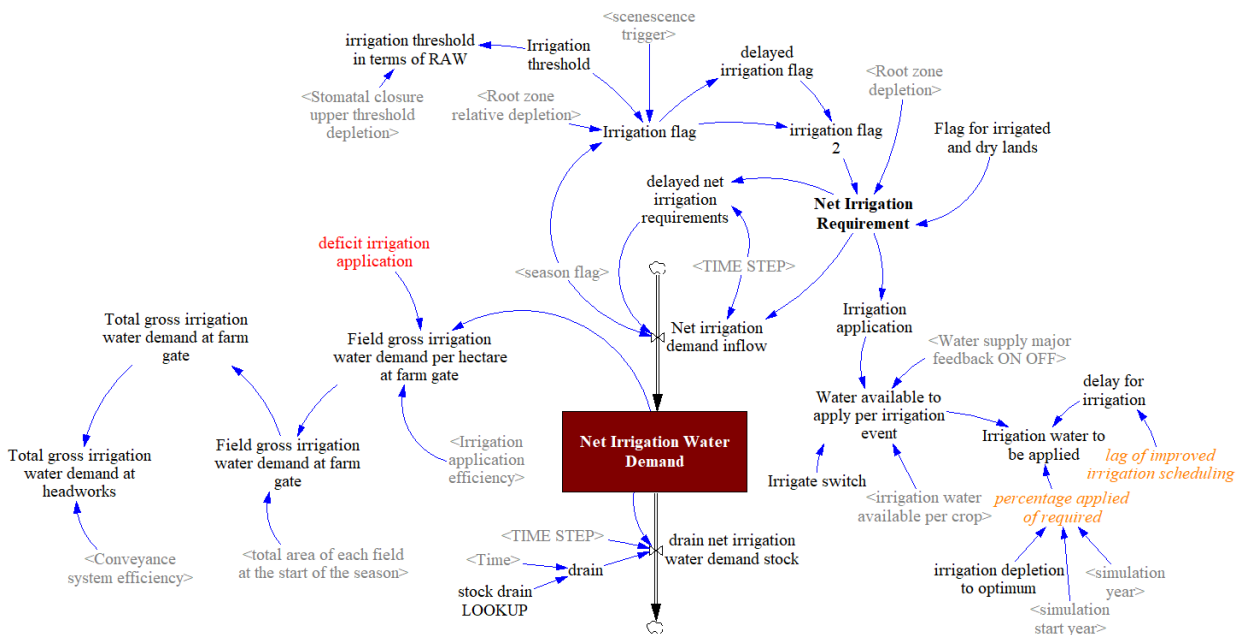 <scenescence
trigger>
irrigation threshold
in terms of RAW
Irrigation
threshold
delayed
irrigation flag
<Root zone
depletion>
<Stomatal closure
upper threshold
depletion>
<Root zone
relative depletion>
Irrigation flag
irrigation flag
2
Flag for irrigated
and dry lands
delayed net
irrigation
requirements
Net Irrigation
Requirement
deficit irrigation
application
<season flag>
<TIME STEP>
Total gross irrigation
water demand at farm
gate
Field gross irrigation
water demand per hectare
at farm gate
Net irrigation
demand inflow
Irrigation
application
<Water supply major
feedback ON OFF>
Water available to
apply per irrigation
event
delay for
irrigation
Total gross irrigation
water demand at
headworks
Field gross irrigation
water demand at farm
gate
<Irrigation
application
efficiency>
Net Irrigation Water
Demand
Irrigation water to
be applied
lag of improved
irrigation scheduling
Irrigate switch
<irrigation water
available per crop>
percentage applied
of required
<Conveyance
system efficiency>
<total area of each field
at the start of the season>
<TIME STEP>
<Time>
drain
stock drain
LOOKUP
drain net irrigation
water demand stock
irrigation depletion
to optimum
<simulation
year>
<simulation
start year>